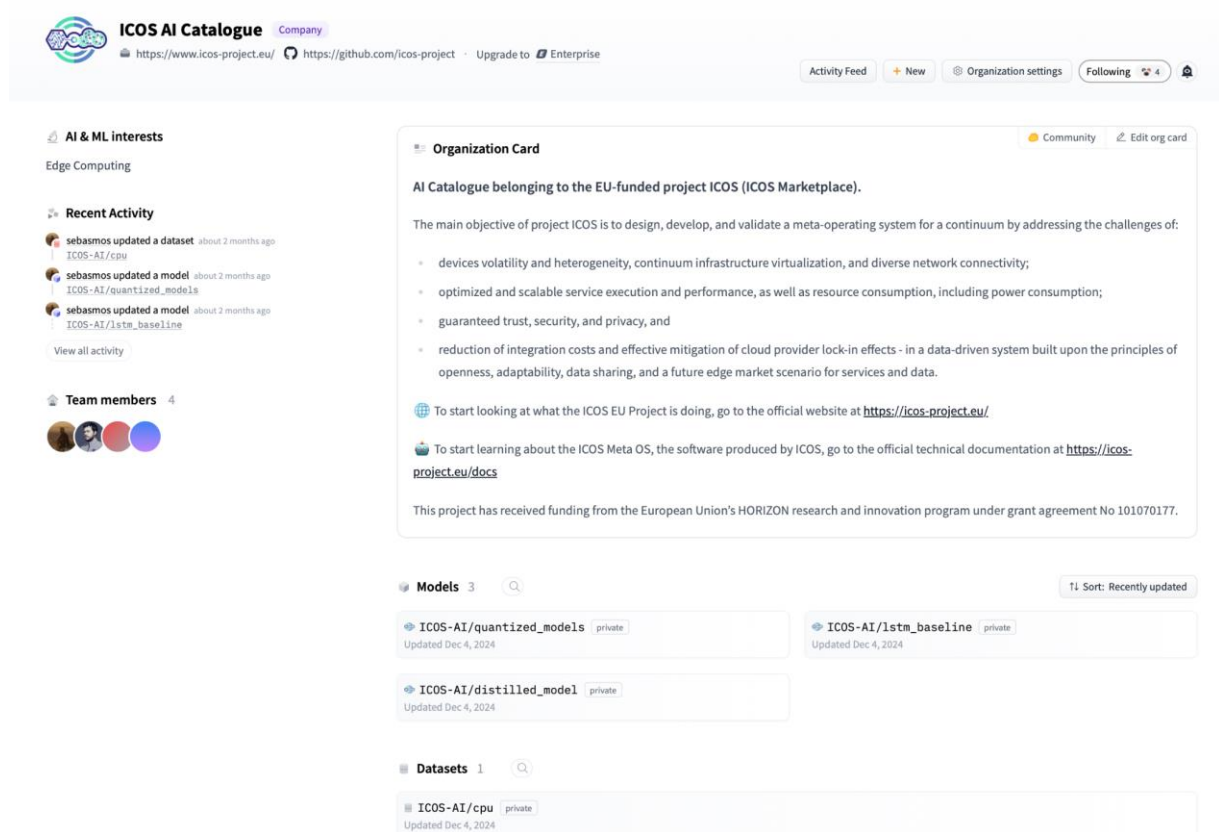 ICOS AI Catalogue Company
https://www.icos-project.eu/ https://github.com/icos-project · Upgrade to Enterprise
Activity Feed + New Organization settings Following 4
AI & ML interests
Edge Computing
Recent Activity
sebasmos updated a dataset about 2 months ago
ICOS-AI/cpu
sebasmos updated a model about 2 months ago
ICOS-AI/quantized_models
sebasmos updated a model about 2 months ago
ICOS-AI/lstm_baseline
View all activity
Team members 4
Organization Card
Community Edit org card
AI Catalogue belonging to the EU-funded project ICOS (ICOS Marketplace).
The main objective of project ICOS is to design, develop, and validate a meta-operating system for a continuum by addressing the challenges of:
devices volatility and heterogeneity, continuum infrastructure virtualization, and diverse network connectivity;
optimized and scalable service execution and performance, as well as resource consumption, including power consumption;
guaranteed trust, security, and privacy, and
reduction of integration costs and effective mitigation of cloud provider lock-in effects - in a data-driven system built upon the principles of
openness, adaptability, data sharing, and a future edge market scenario for services and data.
To start looking at what the ICOS EU Project is doing, go to the official website at https://icos-project.eu/
To start learning about the ICOS Meta OS, the software produced by ICOS, go to the official technical documentation at https://icos-
project.eu/docs
This project has received funding from the European Union's HORIZON research and innovation program under grant agreement No 101070177.
Models 3
Sort: Recently updated
ICOS-AI/quantized_models private
Updated Dec 4, 2024
ICOS-AI/lstm_baseline private
Updated Dec 4, 2024
ICOS-AI/distilled_model private
Updated Dec 4, 2024
Datasets 1
ICOS-AI/cpu private
Updated Dec 4, 2024